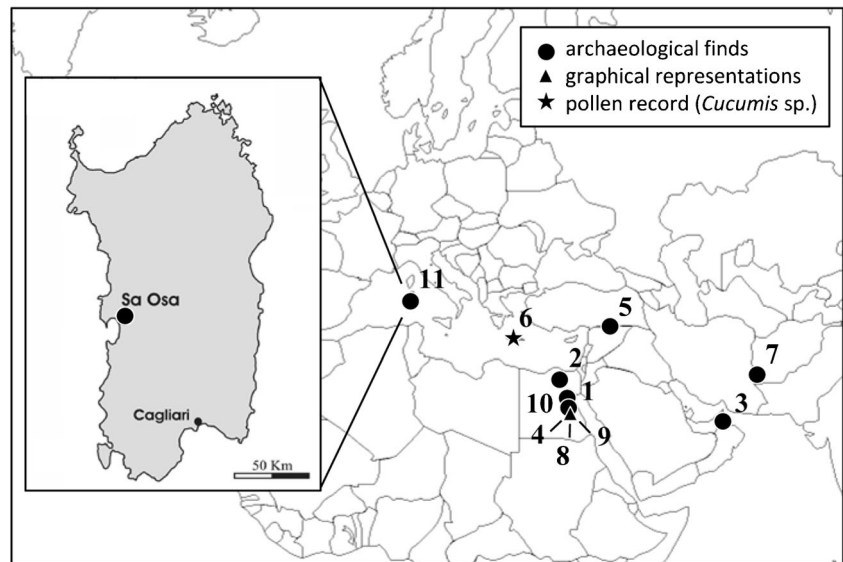 archaeological finds
graphical representations
pollen record (Cucumis sp.)
Sa Osa
Cagliari
50 Km
11
6
5
7
2
1
3
10
4
8
9